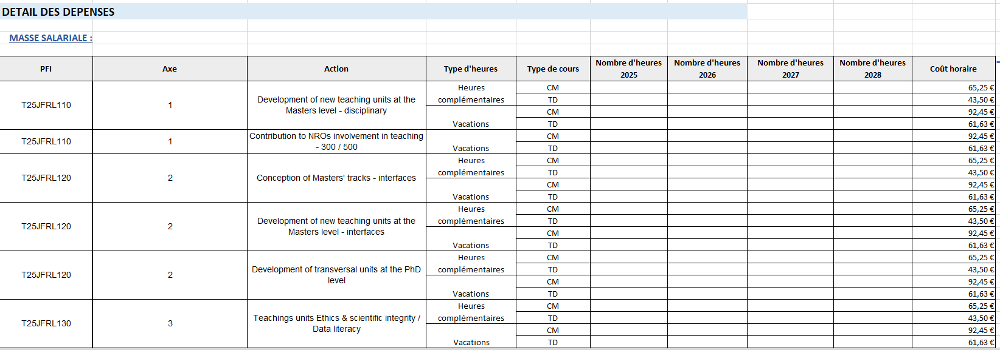 DETAIL DES DEPENSES
MASSE SALARIALE :
PFI Axe Action Type d'heures Type de cours Nombre d'heures 2025 Nombre d'heures 2026 Nombre d'heures 2027 Nombre d'heures 2028 Coût horaire
T25JFRL110 1 Development of new teaching units at the Masters level - disciplinary
Heures complémentaires CM 65,25 €
TD 43,50 €
Vacations CM 92,45 €
TD 61,63 €
T25JFRL110 1 Contribution to NROs involvement in teaching - 300 / 500
Vacations CM 92,45 €
TD 61,63 €
T25JFRL120 2 Conception of Masters' tracks - interfaces
Heures complémentaires CM 65,25 €
TD 43,50 €
Vacations CM 92,45 €
TD 61,63 €
T25JFRL120 2 Development of new teaching units at the Masters level - interfaces
Heures complémentaires CM 65,25 €
TD 43,50 €
Vacations CM 92,45 €
TD 61,63 €
T25JFRL120 2 Development of transversal units at the PhD level
Heures complémentaires CM 65,25 €
TD 43,50 €
Vacations CM 92,45 €
TD 61,63 €
T25JFRL130 3 Teachings units Ethics & scientific integrity / Data literacy
Heures complémentaires CM 65,25 €
TD 43,50 €
Vacations CM 92,45 €
TD 61,63 €